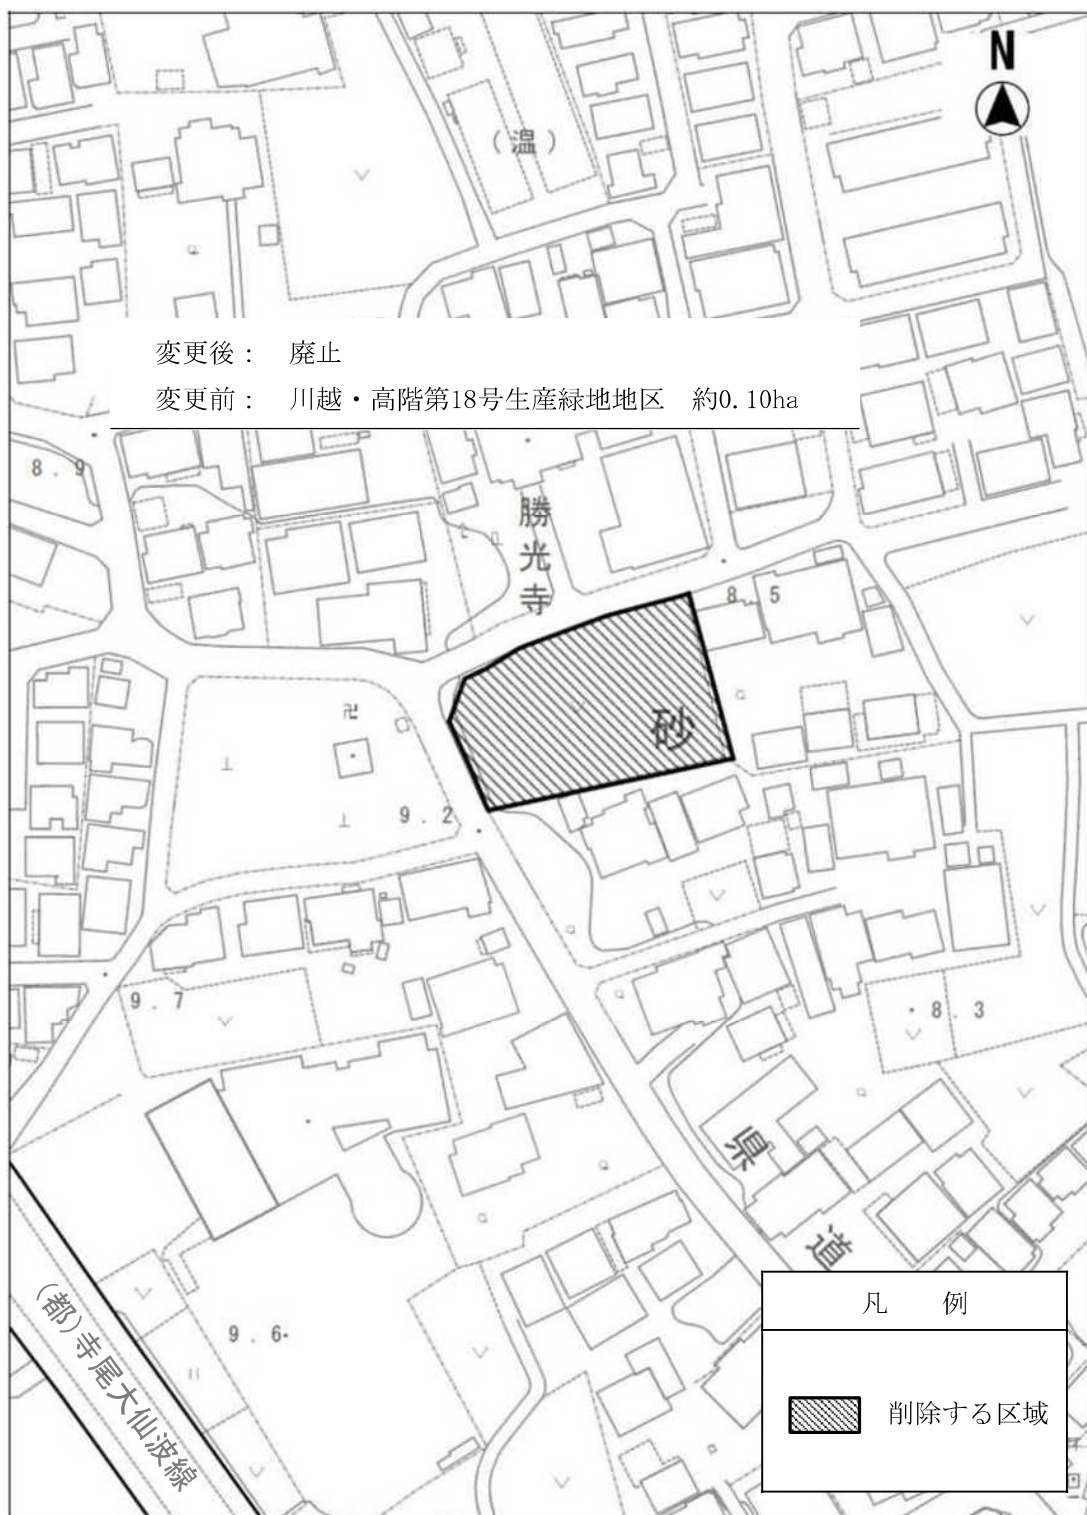 N
（温）
変更後： 廃止
変更前： 川越・高階第18号生産緑地地区 約0.10ha
8.9
勝光寺
8.5
砂
卍
9.2
9.7
8.3
県道
(都)寺尾大仙波線
9.6
凡 例
削除する区域